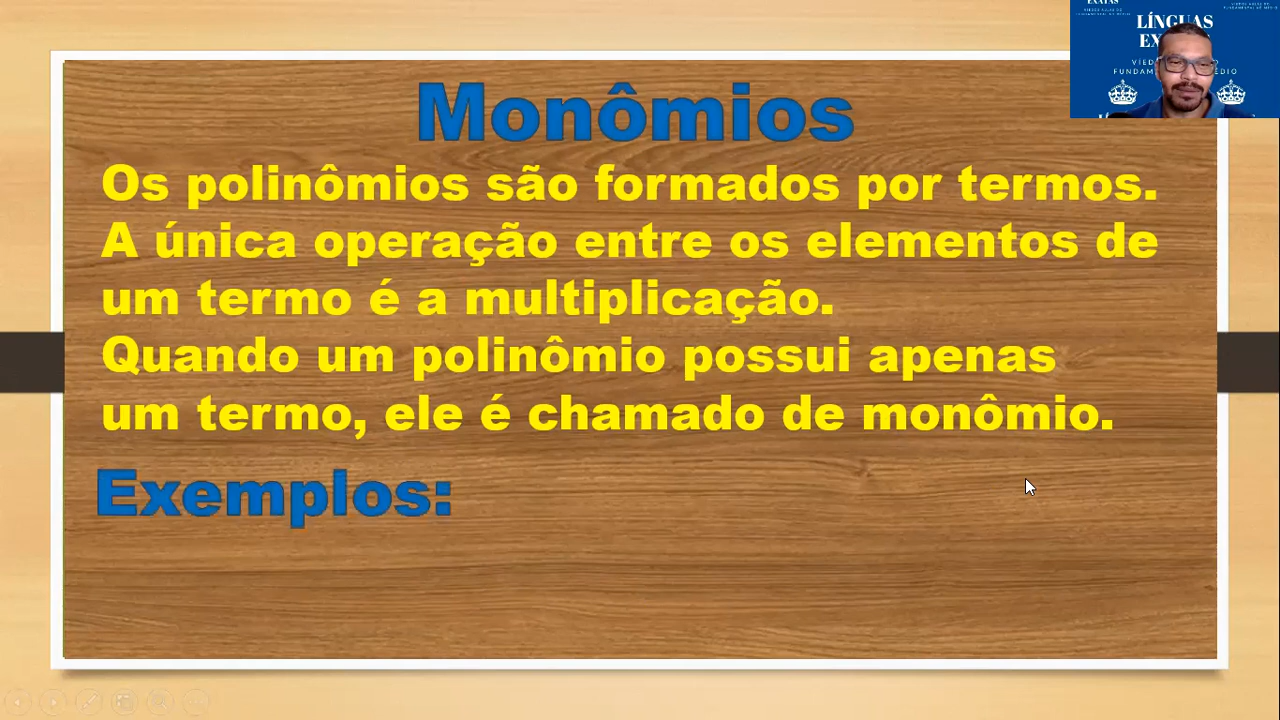 Monômios
Os polinômios são formados por termos.
A única operação entre os elementos de
um termo é a multiplicação.
Quando um polinômio possui apenas
um termo, ele é chamado de monômio.
Exemplos:
EXATAS
LÍNGUAS